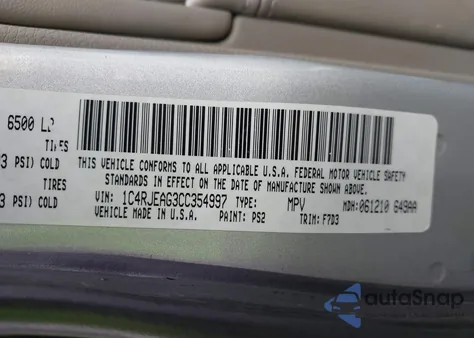 6500 LB
TIRES
3 PSI) COLD
THIS VEHICLE CONFORMS TO ALL APPLICABLE U.S.A. FEDERAL MOTOR VEHICLE SAFETY
STANDARDS IN EFFECT ON THE DATE OF MANUFACTURE SHOWN ABOVE.
TIRES
VIN: 1C4RJEAG3CC354997 TYPE: MPV MDH: 061210 649AA
3 PSI) COLD
VEHICLE MADE IN U.S.A. PAINT: PS2 TRIM: F7D3
autoSnap